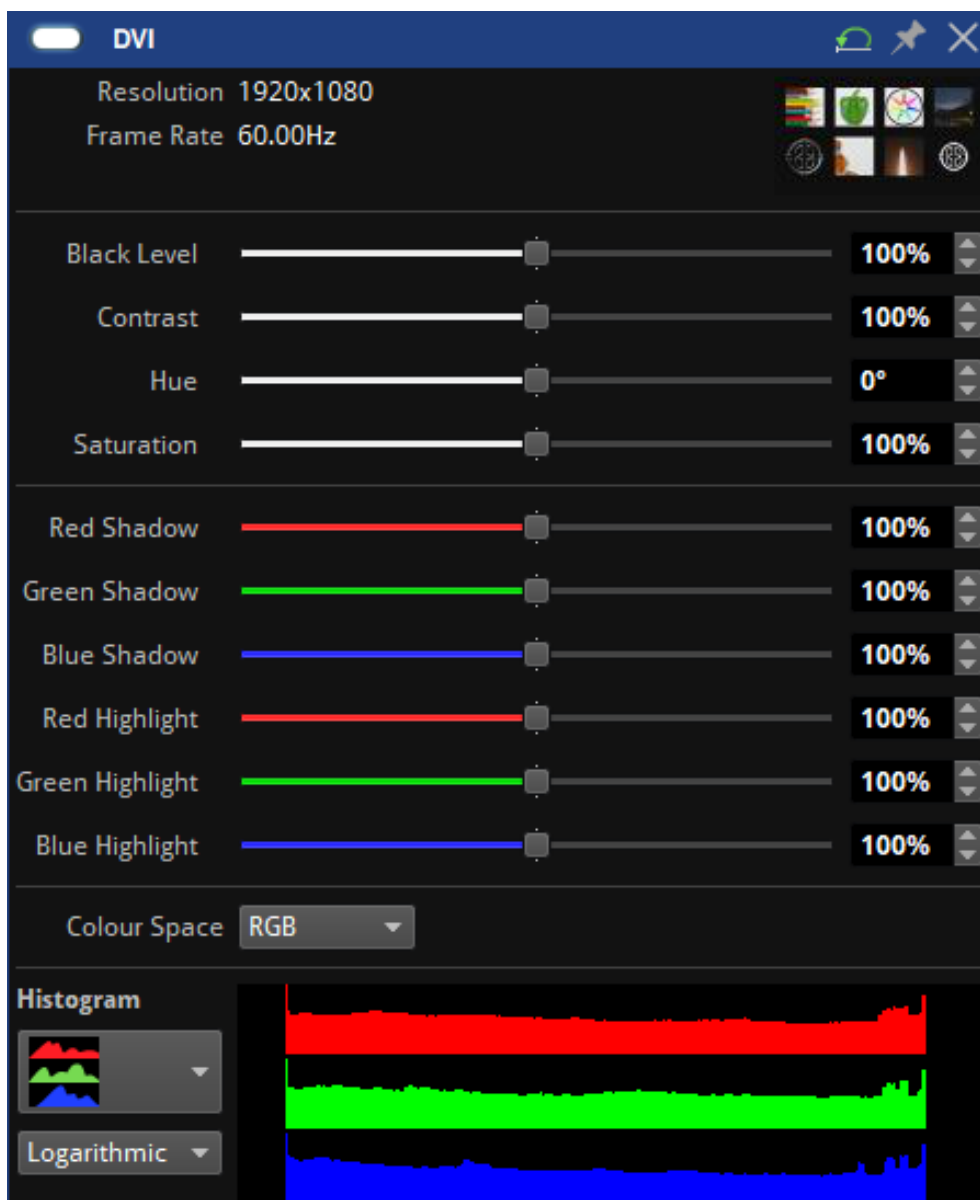 DVI
Resolution 1920x1080
Frame Rate 60.00Hz
Black Level 100%
Contrast 100%
Hue 0°
Saturation 100%
Red Shadow 100%
Green Shadow 100%
Blue Shadow 100%
Red Highlight 100%
Green Highlight 100%
Blue Highlight 100%
Colour Space RGB
Histogram
Logarithmic